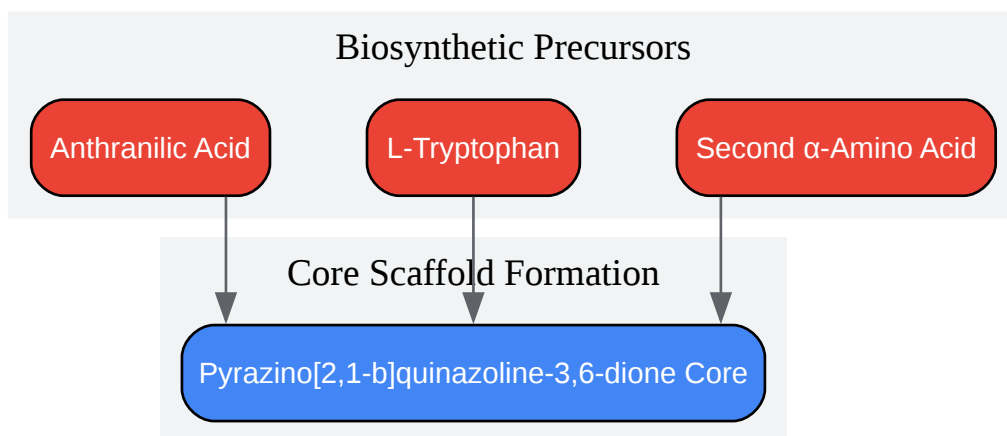 Biosynthetic Precursors
Anthranilic Acid
L-Tryptophan
Second α-Amino Acid
Core Scaffold Formation
Pyrazino[2,1-b]quinazoline-3,6-dione Core